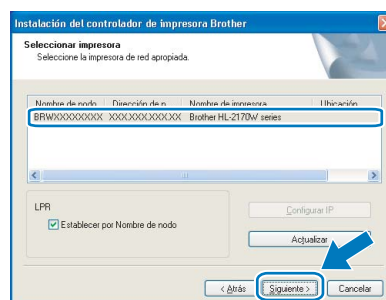 Instalación del controlador de impresora Brother
Seleccionar impresora
Seleccione la impresora de red apropiada.
Nombre de nodo Dirección de n Nombre de impresora Ubicación
BRWXXXXXXXX XXX.XXX.XXX.XX Brother HL-2170W series
LPR
Establecer por Nombre de nodo
Configurar IP
Actualizar
< Atrás Siguiente > Cancelar